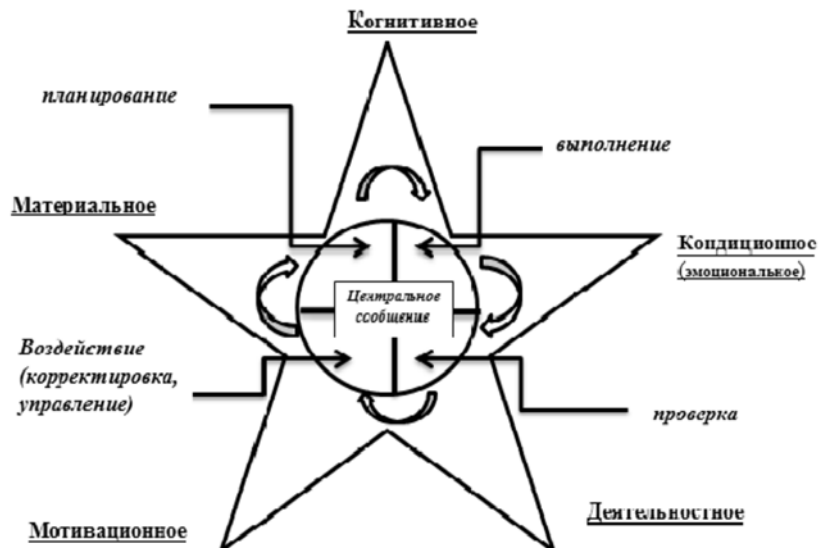 Когнитивное
планирование
выполнение
Материальное
Кондиционное
(эмоциональное)
Центральное
сообщение
Воздействие
(корректировка,
управление)
проверка
Мотивационное
Деятельностное